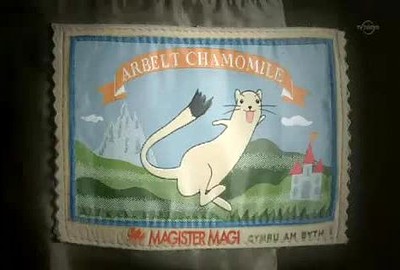 ARBELT CHAMOMILE
MAGISTER MAGI CYMRU AM BYTH